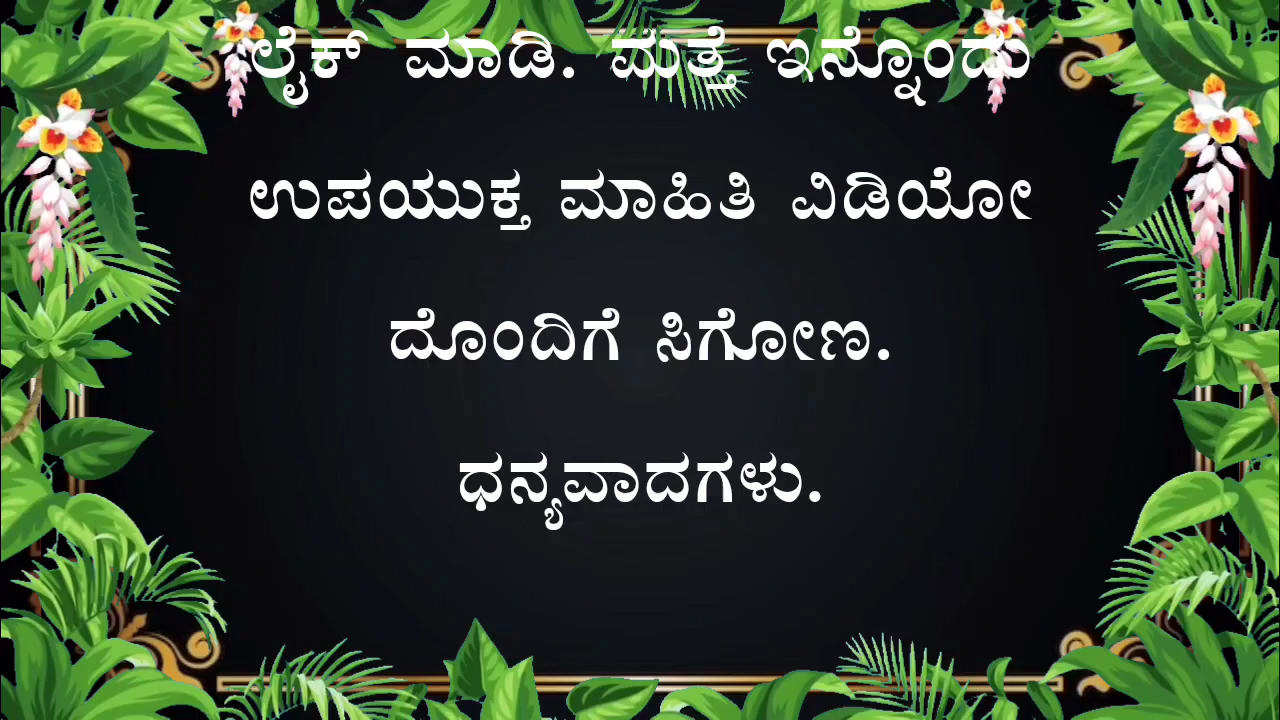 ಲೈಕ್ ಮಾಡಿ. ಮತ್ತೆ ಇನ್ನೊಂದು
ಉಪಯುಕ್ತ ಮಾಹಿತಿ ವಿಡಿಯೋ
ದೊಂದಿಗೆ ಸಿಗೋಣ.
ಧನ್ಯವಾದಗಳು.